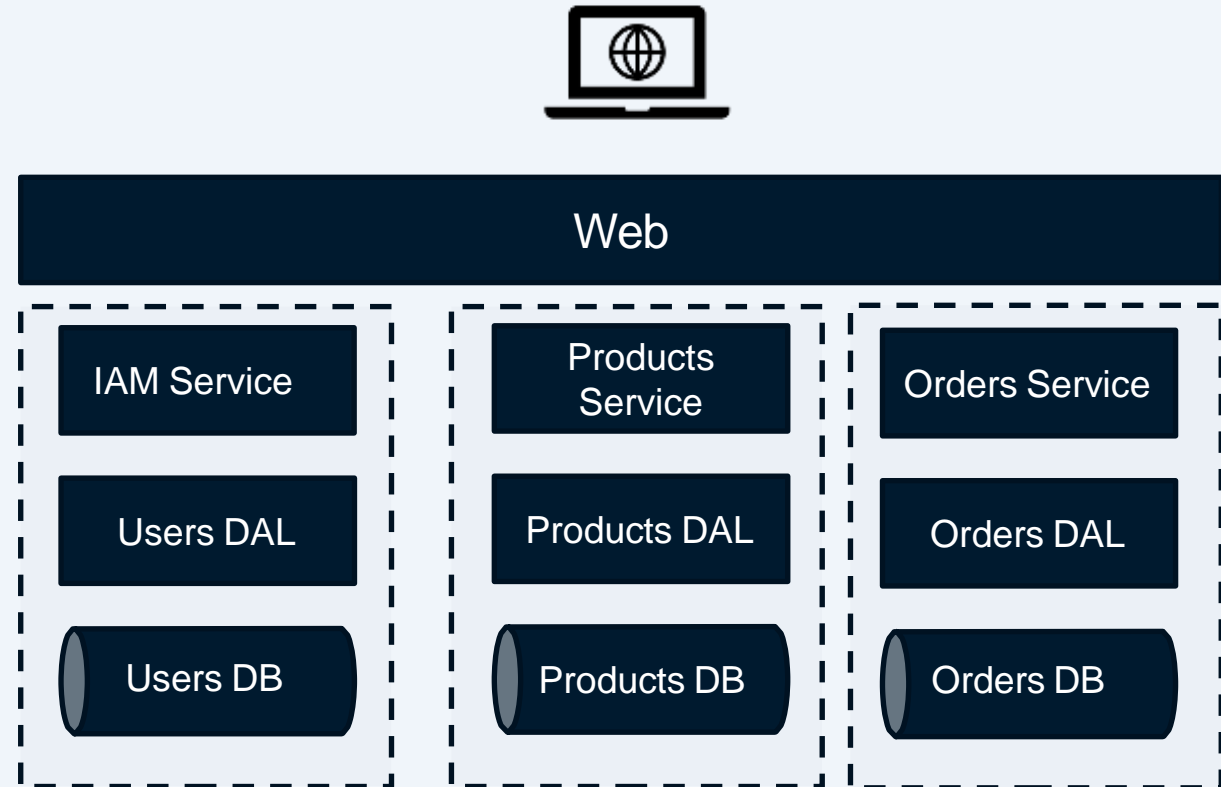 Web
IAM Service
Products
Service
Orders Service
Users DAL
Products DAL
Orders DAL
Users DB
Products DB
Orders DB